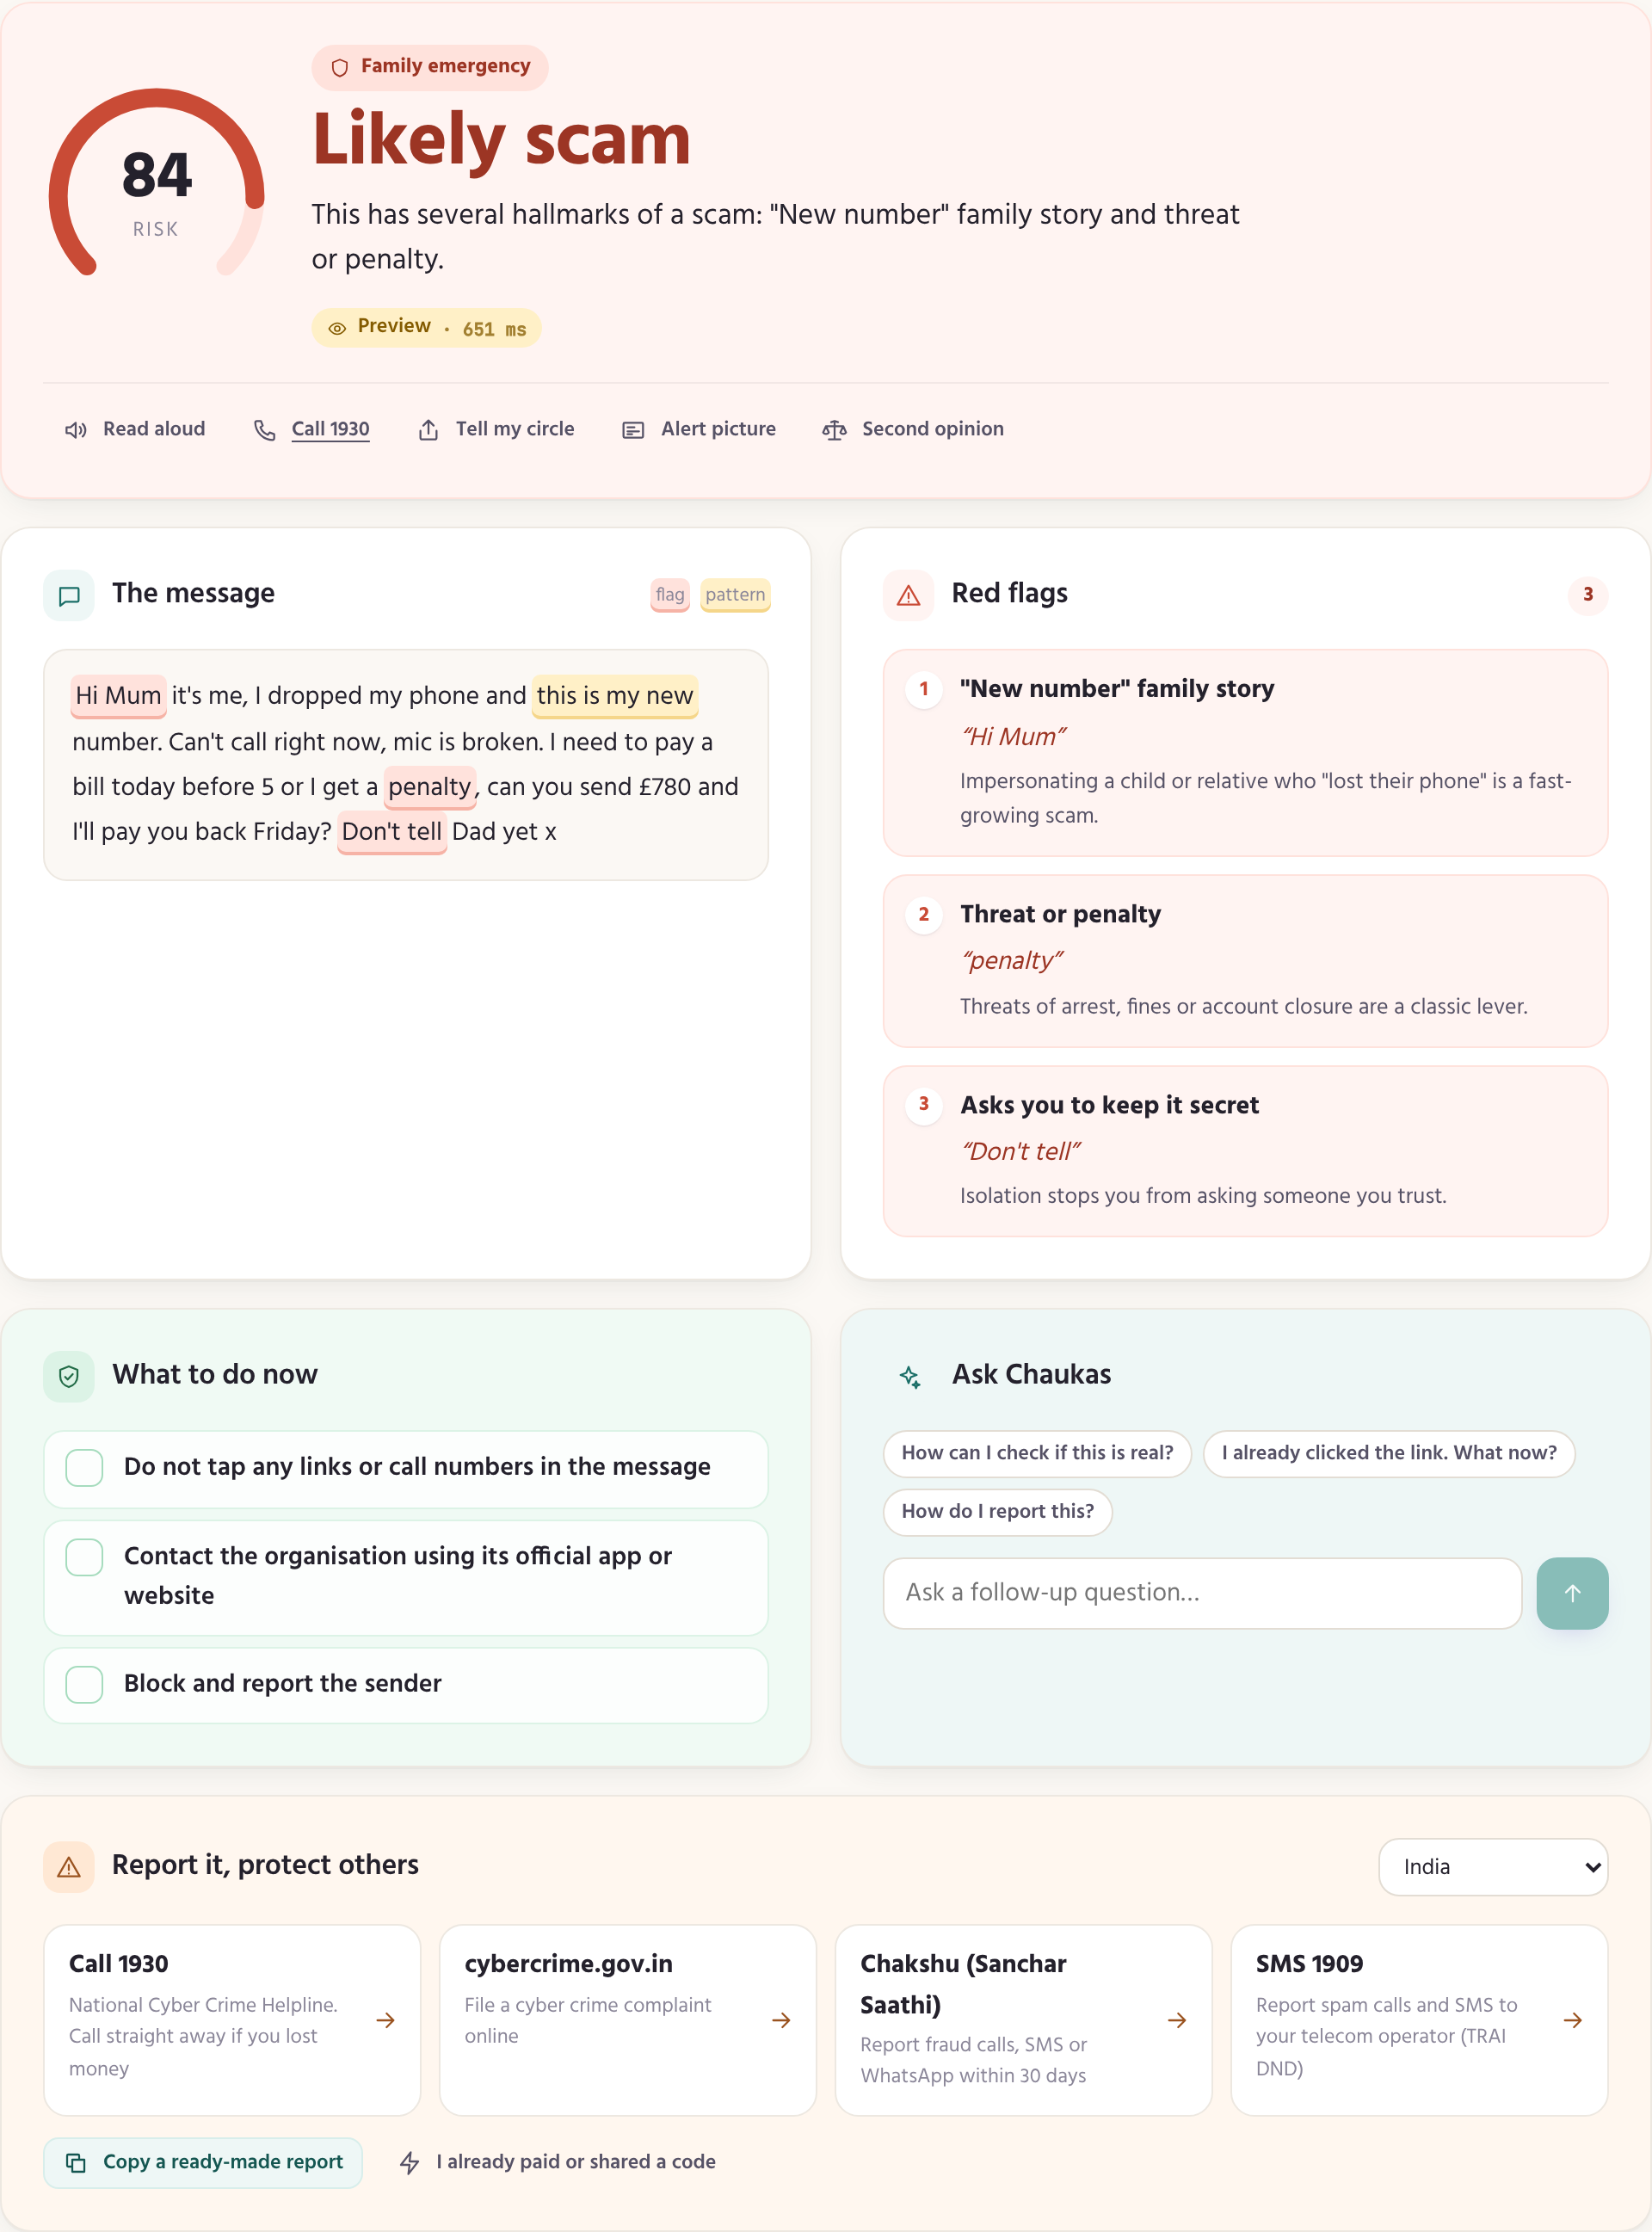 Family emergency
Likely scam
84
RISK
This has several hallmarks of a scam: "New number" family story and threat
or penalty.
Preview · 651 ms
Read aloud
Call 1930
Tell my circle
Alert picture
Second opinion
The message
flag
pattern
Hi Mum it's me, I dropped my phone and this is my new
number. Can't call right now, mic is broken. I need to pay a
bill today before 5 or I get a penalty, can you send £780 and
I'll pay you back Friday? Don't tell Dad yet x
Red flags
3
1
"New number" family story
“Hi Mum”
Impersonating a child or relative who "lost their phone" is a fast-
growing scam.
2
Threat or penalty
“penalty”
Threats of arrest, fines or account closure are a classic lever.
3
Asks you to keep it secret
“Don't tell”
Isolation stops you from asking someone you trust.
What to do now
Do not tap any links or call numbers in the message
Contact the organisation using its official app or
website
Block and report the sender
Ask Chaukas
How can I check if this is real?
I already clicked the link. What now?
How do I report this?
Ask a follow-up question...
Report it, protect others
India
Call 1930
National Cyber Crime Helpline.
Call straight away if you lost
money
cybercrime.gov.in
File a cyber crime complaint
online
Chakshu (Sanchar
Saathi)
Report fraud calls, SMS or
WhatsApp within 30 days
SMS 1909
Report spam calls and SMS to
your telecom operator (TRAI
DND)
Copy a ready-made report
I already paid or shared a code